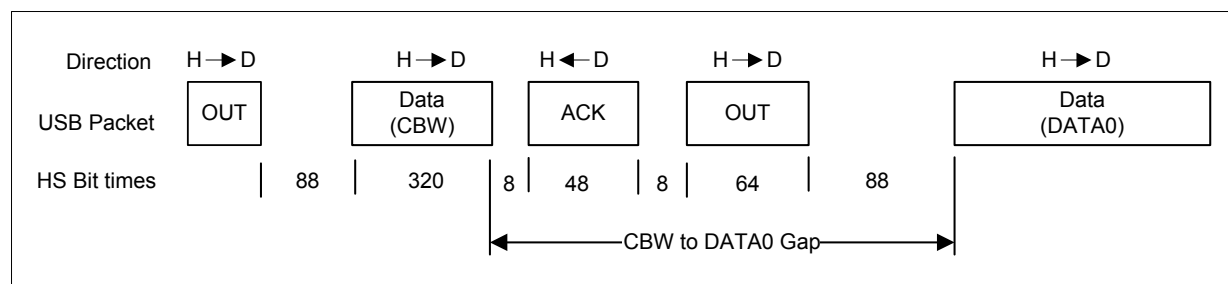 Direction H→D H→D H←D H→D H→D
USB Packet OUT Data (CBW) ACK OUT Data (DATA0)
HS Bit times 88 320 8 48 8 64 88
CBW to DATA0 Gap